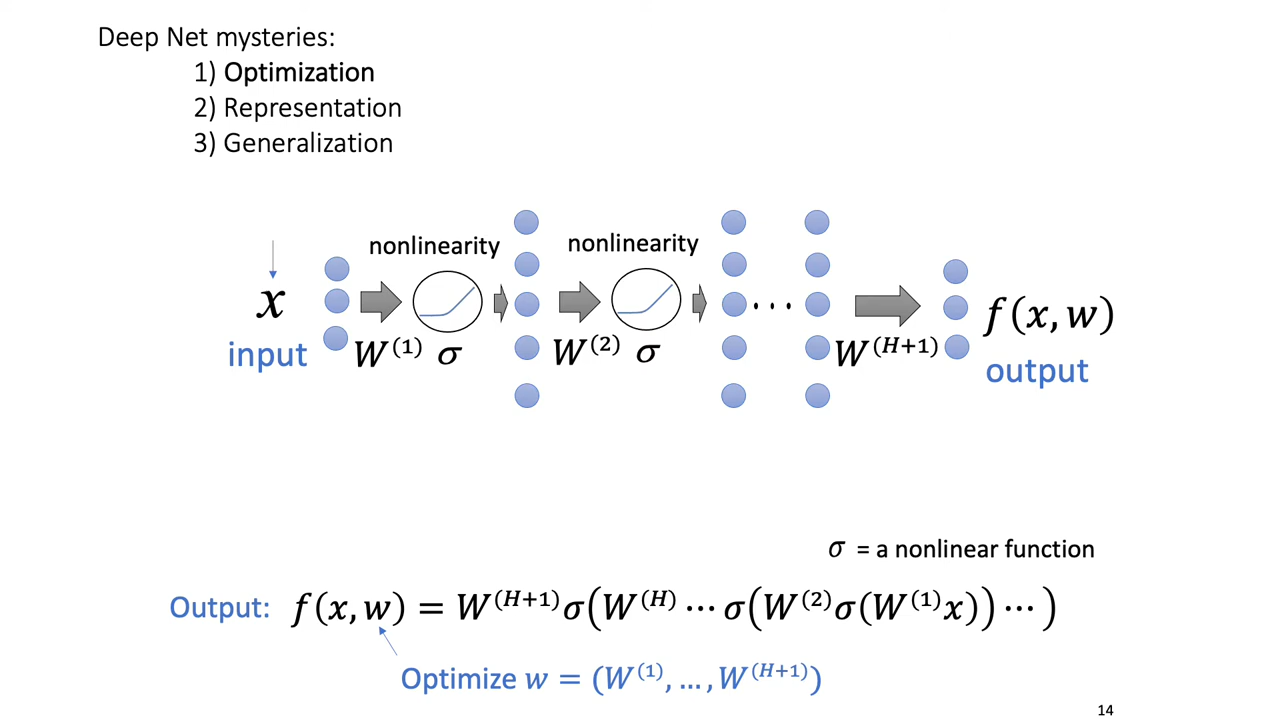 Deep Net mysteries:
1) Optimization
2) Representation
3) Generalization
nonlinearity nonlinearity
x ... f(x, w)
input W^(1) σ W^(2) σ W^(H+1) output
σ = a nonlinear function
Output: f(x, w) = W^(H+1)σ(W^(H) ⋯ σ(W^(2)σ(W^(1)x)) ⋯ )
Optimize w = (W^(1), … , W^(H+1))
14